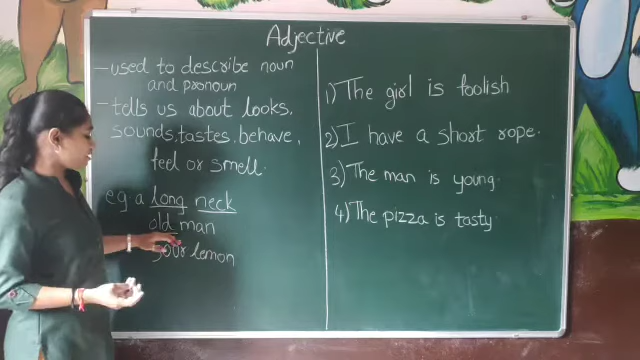 Adjective
- used to describe noun
and pronoun
- tells us about looks,
sounds, tastes, behave,
feel or smell.
eg a long neck
old man
sour lemon
1) The girl is foolish
2) I have a short rope.
3) The man is young.
4) The pizza is tasty